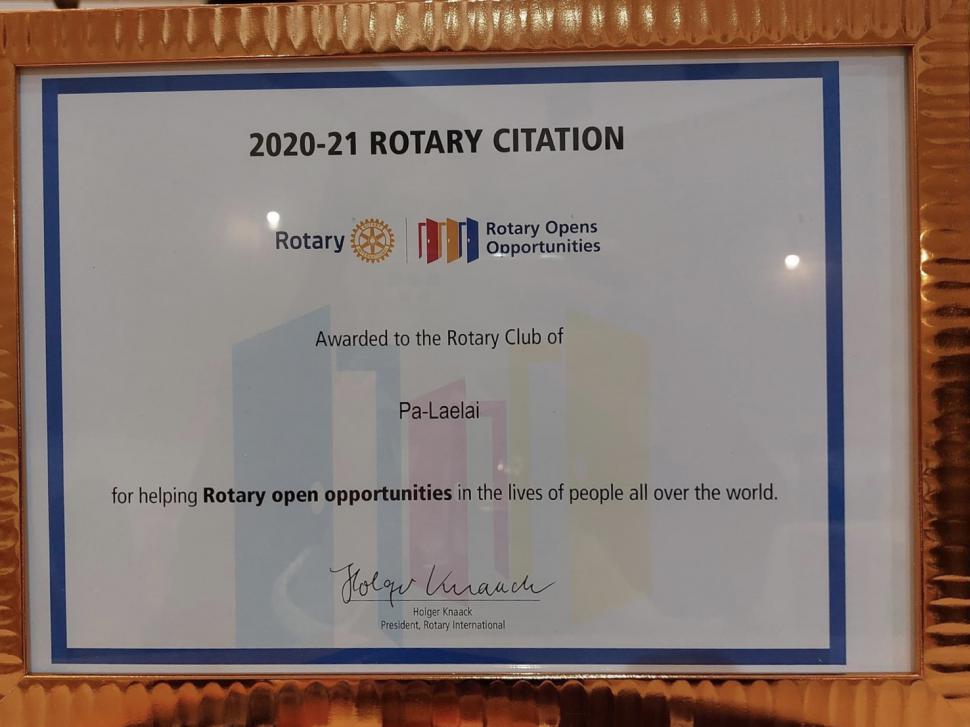 2020-21 ROTARY CITATION
Rotary
Rotary Opens
Opportunities
Awarded to the Rotary Club of
Pa-Laelai
for helping Rotary open opportunities in the lives of people all over the world.
Holger Knaack
Holger Knaack
President, Rotary International